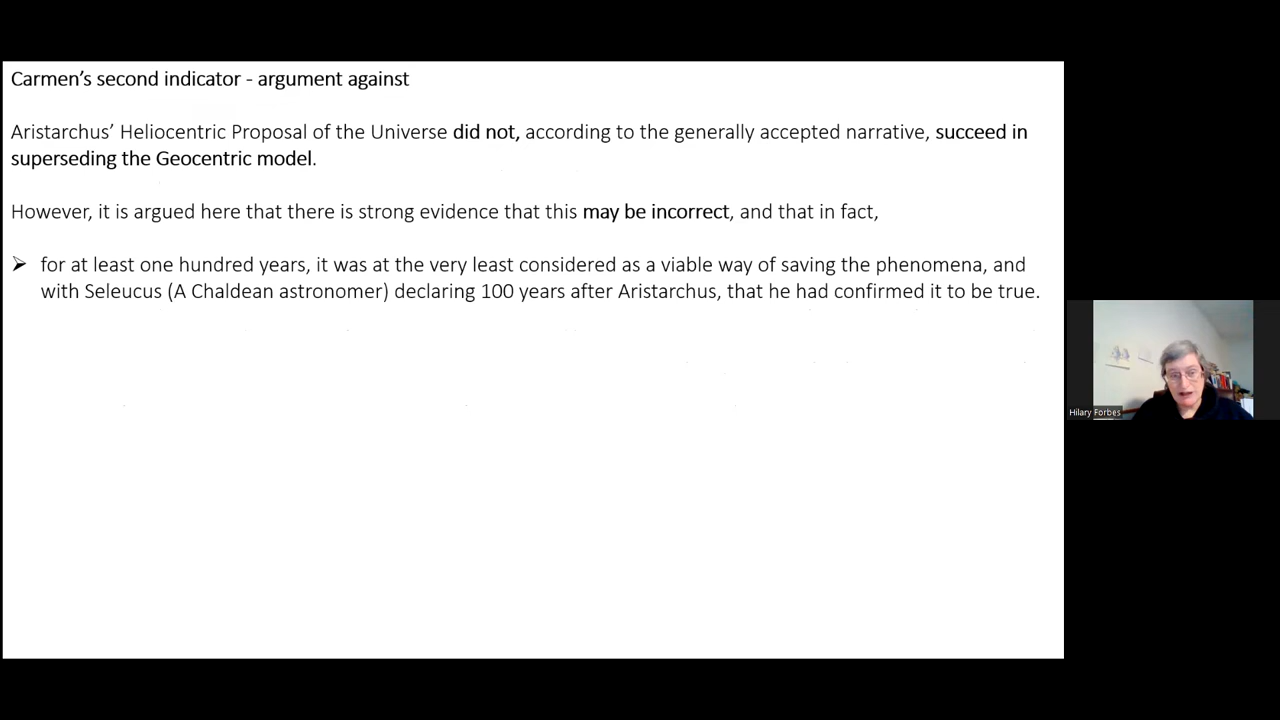 Carmen's second indicator - argument against
Aristarchus' Heliocentric Proposal of the Universe did not, according to the generally accepted narrative, succeed in
superseding the Geocentric model.
However, it is argued here that there is strong evidence that this may be incorrect, and that in fact,
➢ for at least one hundred years, it was at the very least considered as a viable way of saving the phenomena, and
with Seleucus (A Chaldean astronomer) declaring 100 years after Aristarchus, that he had confirmed it to be true.
Hilary Forbes